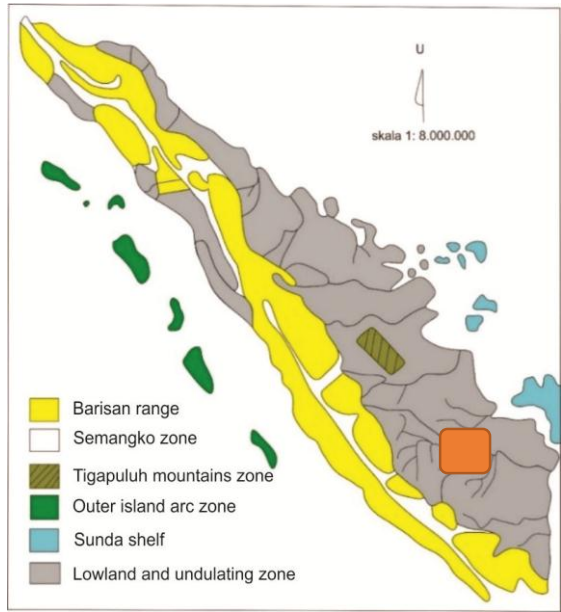 U
skala 1: 8.000.000
Barisan range
Semangko zone
Tigapuluh mountains zone
Outer island arc zone
Sunda shelf
Lowland and undulating zone